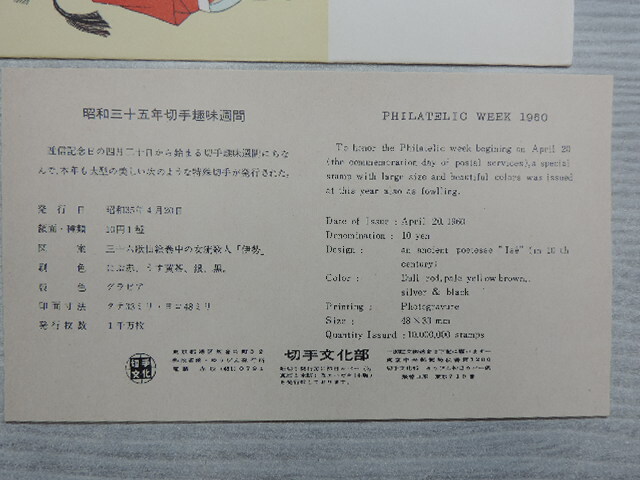 昭和三十五年切手趣味週間
逓信記念日の四月二十日から始まる切手趣味週間にちな
んで、本年も大型の美しい次のような特殊切手が発行された。
発行日 昭和35年4月20日
額面・種類 10円1種
図案 三十六歌仙絵巻中の女流歌人「伊勢」
刷色 にぶ赤、うす黄茶、銀、黒。
版色 グラビア
印面寸法 タテ33ミリ・ヨコ48ミリ
発行枚数 1千万枚
PHILATELIC WEEK 1960
To honor the Philatelic week begining on April 20
(the commemoration day of postal services), a special
stamp with large size and beautiful colors was issued
at this year also as fowling.
Date of Issue : April 20, 1960
Denomination : 10 yen
Design : an ancient poetesse "Isé" (in 10 th
century)
Color : Dull red, pale yellow brown,
silver & black
Printing : Photogravure
Size : 48×33 mm
Quantity Issurd : 10,000,000 stamps
切手
文化
切手文化部